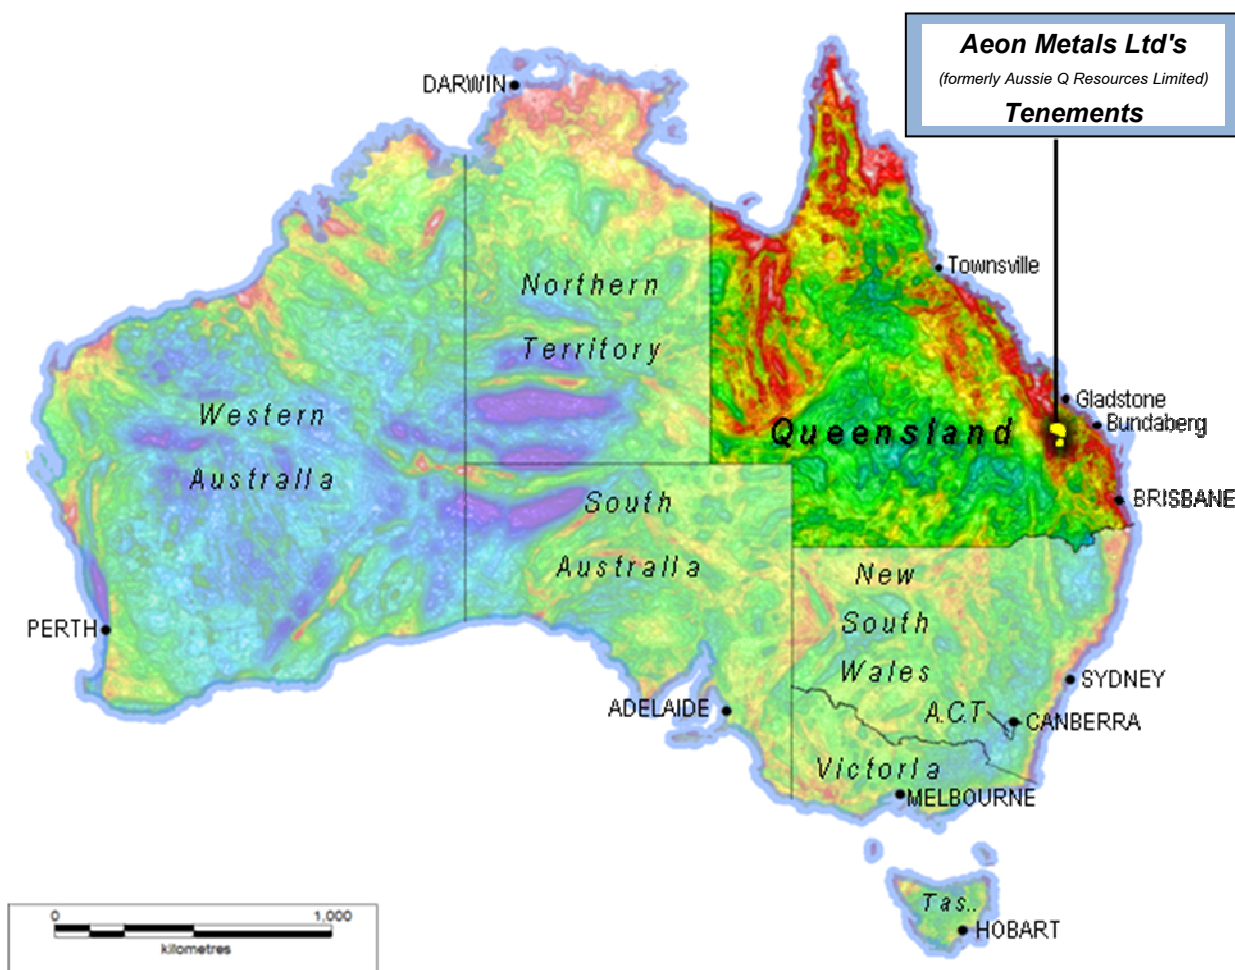 Aeon Metals Ltd's
(formerly Aussie Q Resources Limited)
Tenements
DARWIN
Townsville
Northern
Territory
Gladstone
Bundaberg
Western
Queensland
Australia
South
BRISBANE
Australia
New
PERTH
South
Wales
SYDNEY
ADELAIDE
A.C.T
CANBERRA
Victoria
MELBOURNE
Tas..
HOBART
0 1,000
kilometres